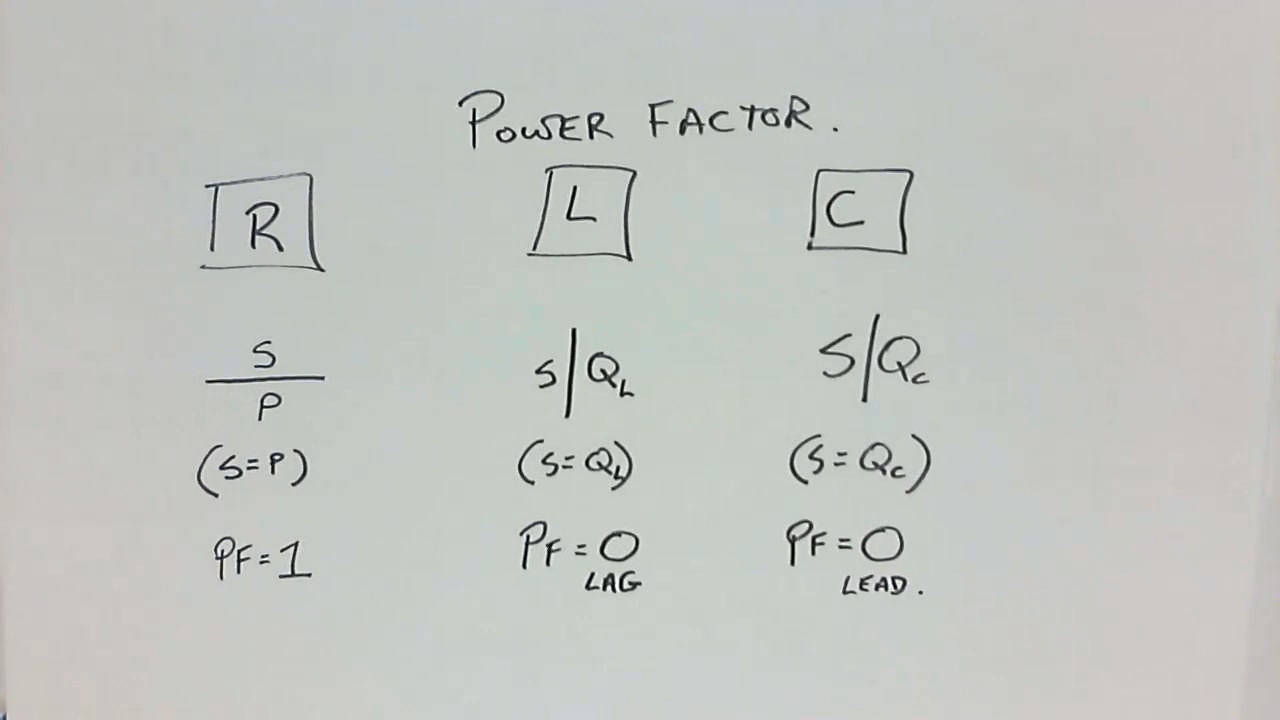 POWER FACTOR.
R L C
S S|QL S/Qc
P
(S=P) (S=QL) (S=Qc)
PF=1 PF=0 PF=0
LAG LEAD.